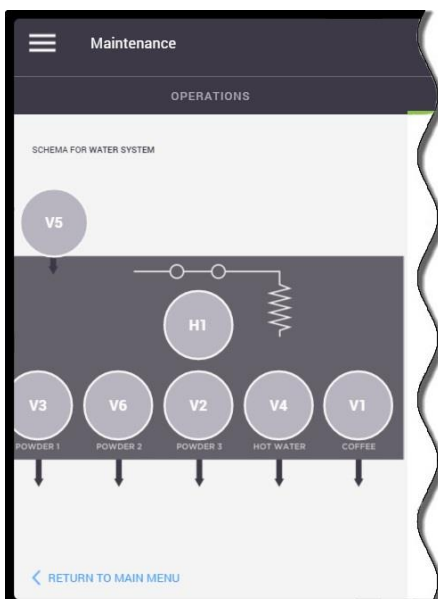 Maintenance
OPERATIONS
SCHEMA FOR WATER SYSTEM
V5
H1
V3 V6 V2 V4 V1
POWDER 1 POWDER 2 POWDER 3 HOT WATER COFFEE
RETURN TO MAIN MENU